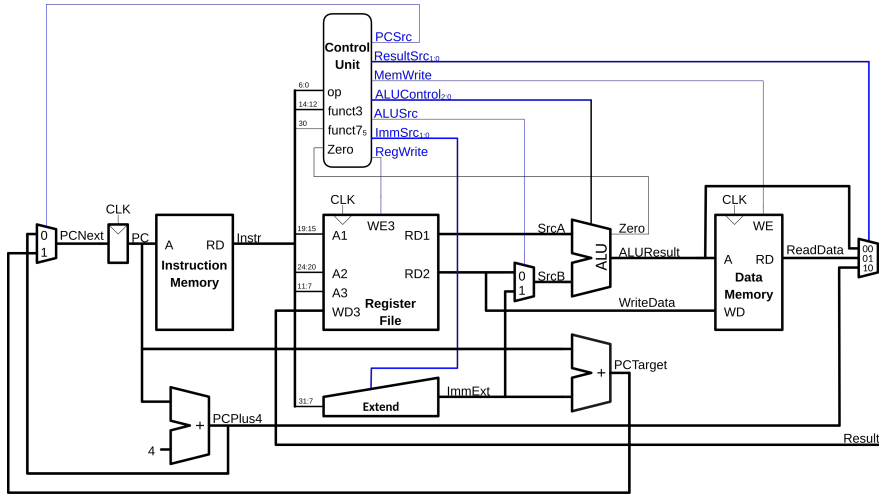 PCSrc
Control
Unit
ResultSrc1:0
MemWrite
6:0
op
ALUControl2:0
14:12
funct3
ALUSrc
30
funct75
ImmSrc1:0
Zero
RegWrite
CLK
CLK
CLK
WE3
WE
0
1
PCNext
PC
A
RD
Instruction
Memory
Instr
19:15
A1
RD1
SrcA
Zero
ALU
ALUResult
24:20
A2
RD2
0
1
SrcB
11:7
A3
WD3
Register
File
WriteData
A
RD
Data
Memory
WD
ReadData
00
01
10
+
PCTarget
31:7
Extend
ImmExt
PCPlus4
+
4
Result